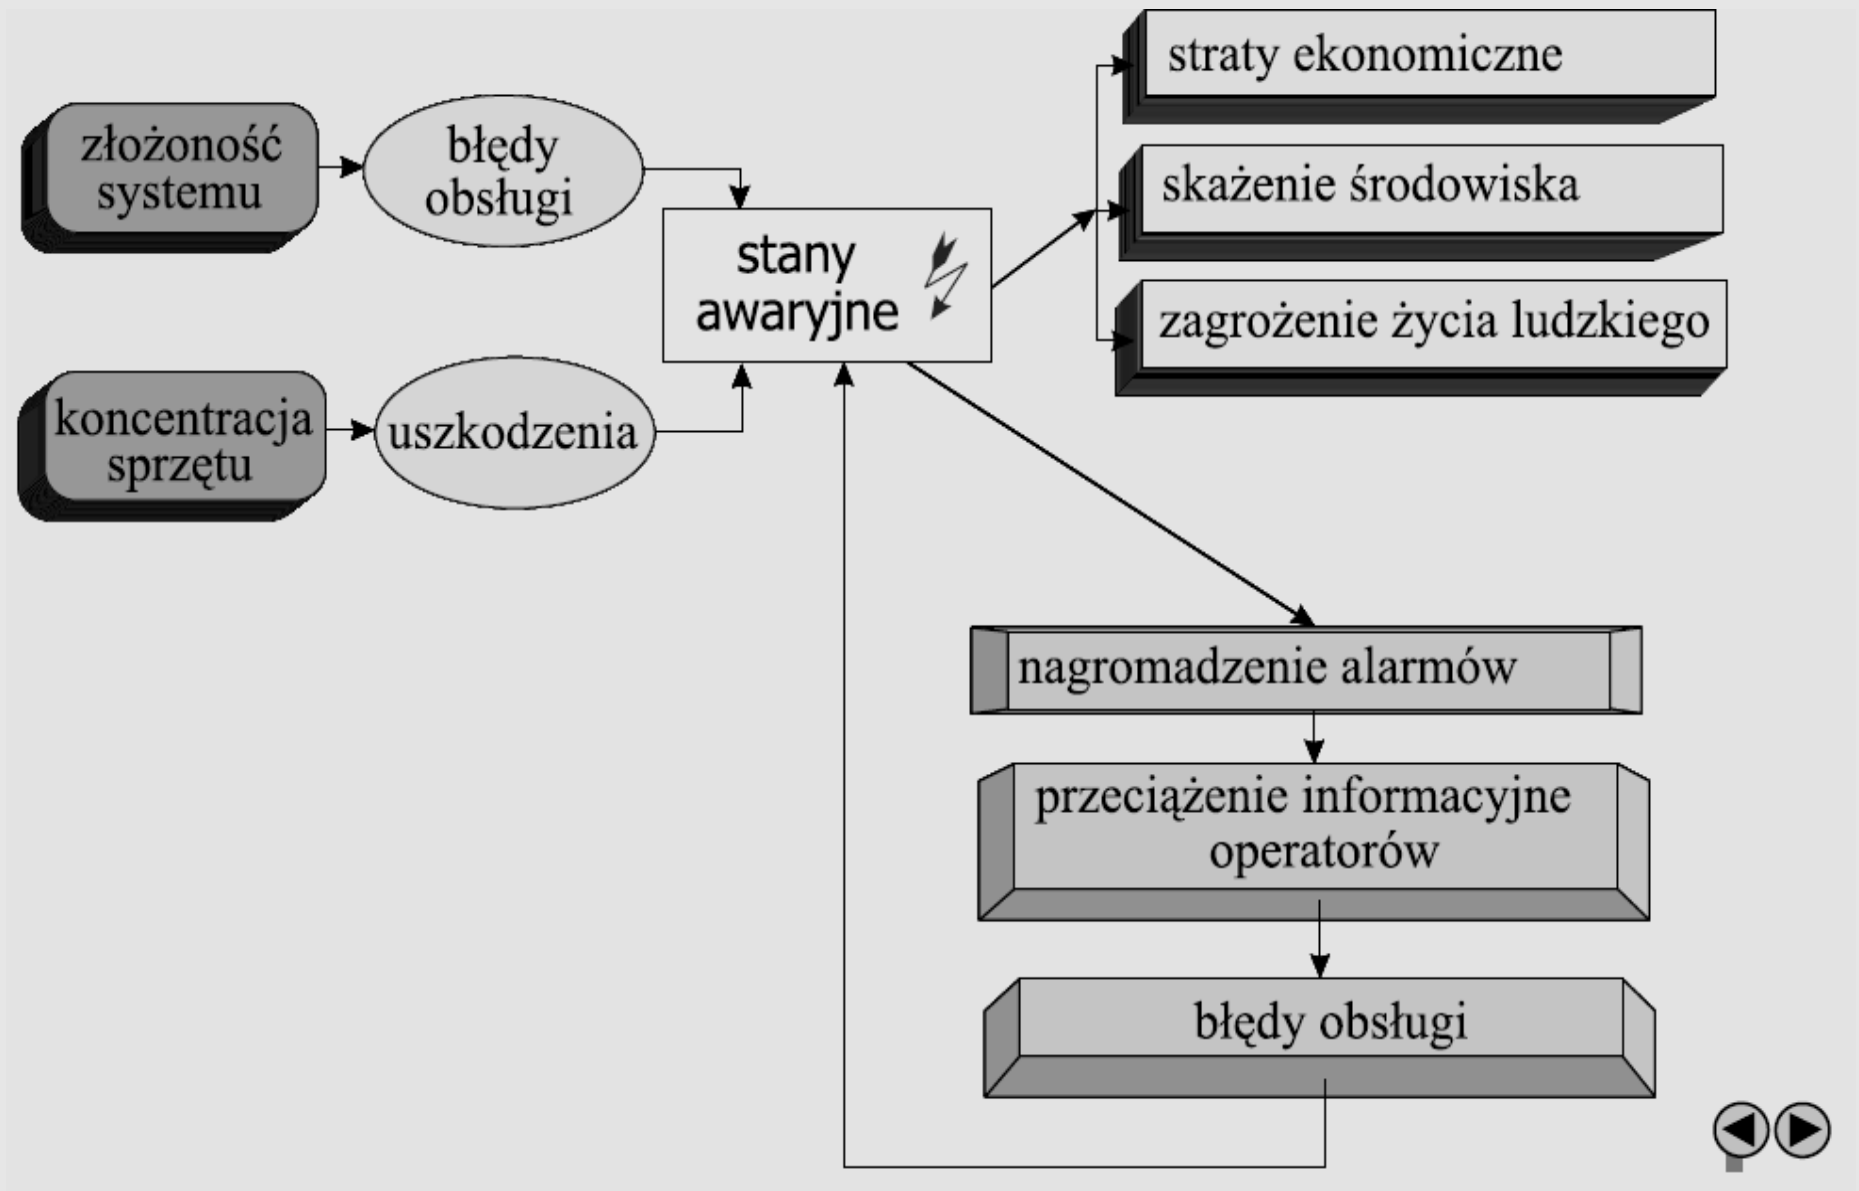 złożoność
systemu
błędy
obsługi
koncentracja
sprzętu
uszkodzenia
stany
awaryjne
straty ekonomiczne
skażenie środowiska
zagrożenie życia ludzkiego
nagromadzenie alarmów
przeciążenie informacyjne
operatorów
błędy obsługi